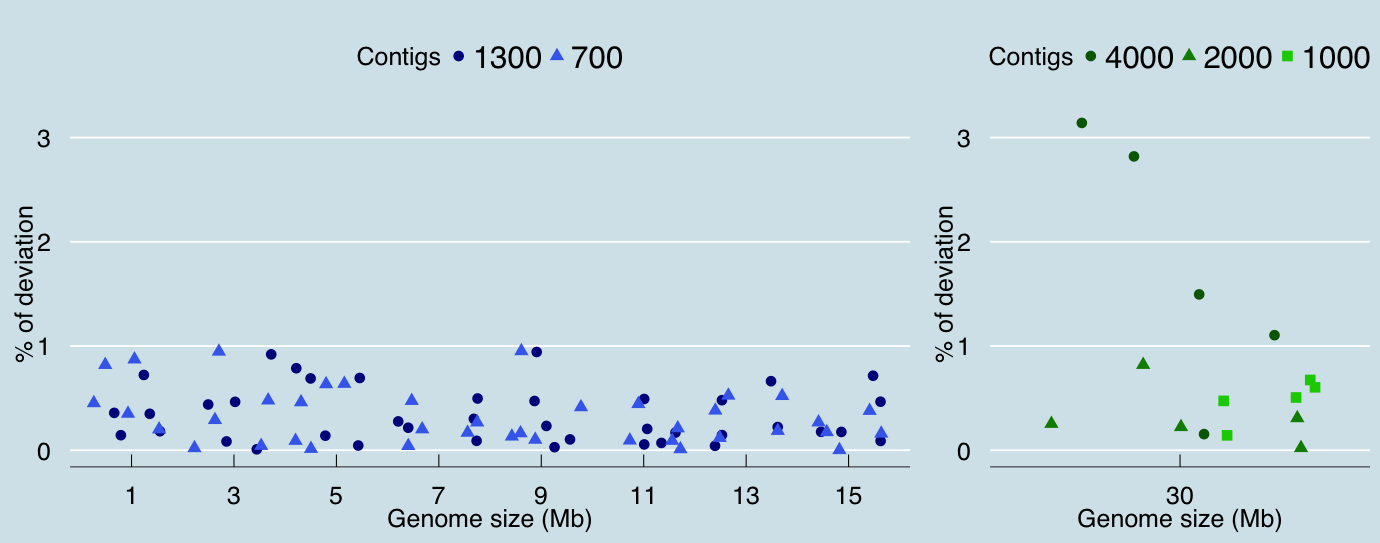 Contigs 1300 700
3
2
1
0
% of deviation
1 3 5 7 9 11 13 15
Genome size (Mb)
Contigs 4000 2000 1000
3
2
1
0
% of deviation
30
Genome size (Mb)